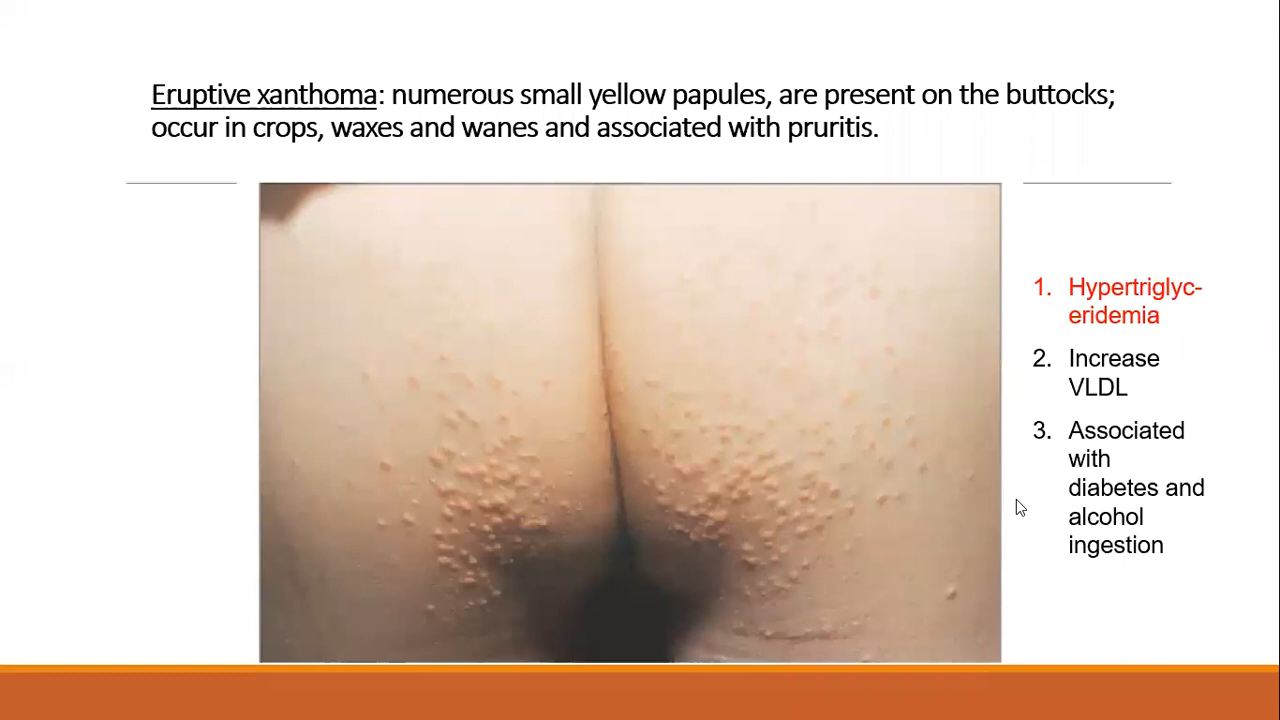 Eruptive xanthoma: numerous small yellow papules, are present on the buttocks;
occur in crops, waxes and wanes and associated with pruritis.
1. Hypertriglyc-
eridemia
2. Increase
VLDL
3. Associated
with
diabetes and
alcohol
ingestion